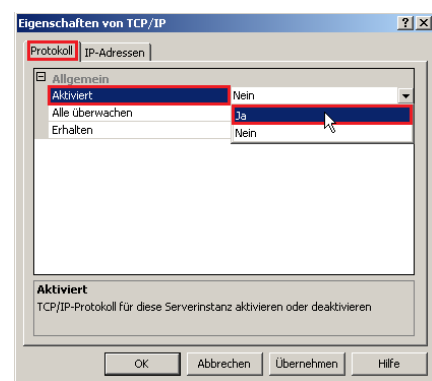 Eigenschaften von TCP/IP
Protokoll IP-Adressen
Allgemein
Aktiviert Nein
Alle überwachen Ja
Erhalten Nein
Aktiviert
TCP/IP-Protokoll für diese Serverinstanz aktivieren oder deaktivieren
OK Abbrechen Übernehmen Hilfe